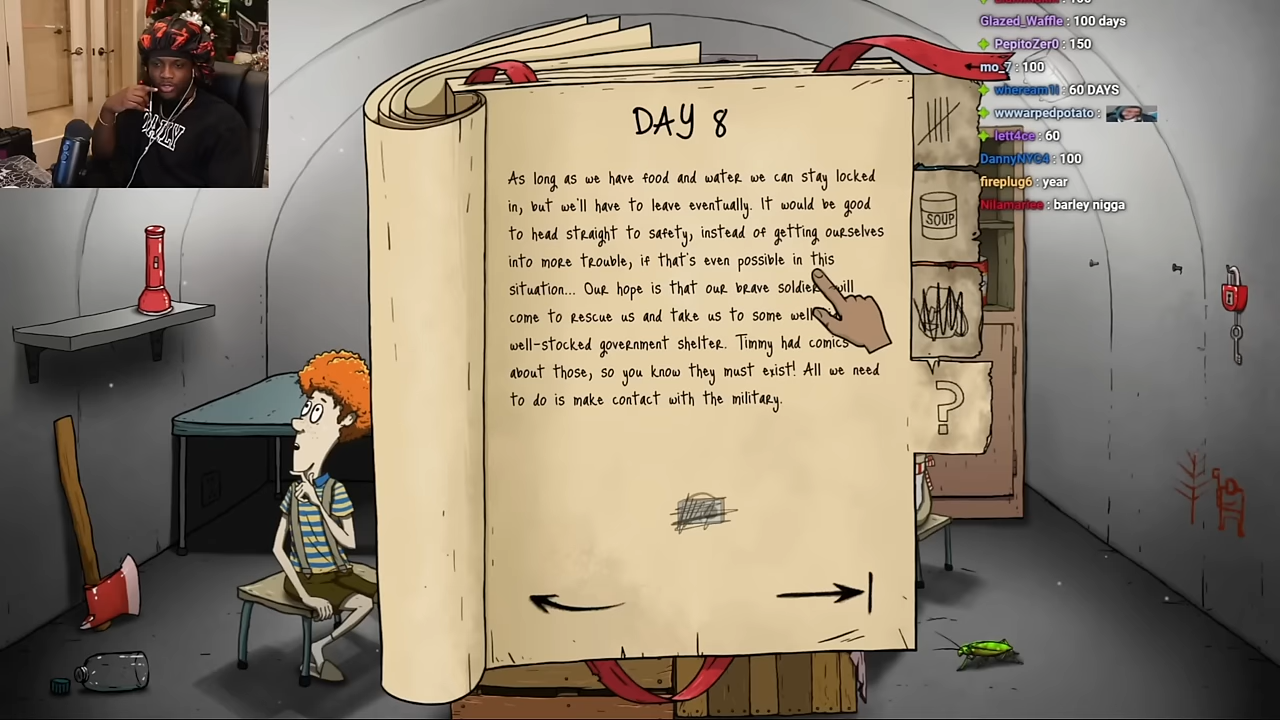 Glazed_Waffle : 100 days
PepitoZer0 : 150
mo_7 : 100
wheream1i : 60 DAYS
wwwarpedpotato :
lett4ce : 60
DannyNYC4 : 100
fireplug6 : year
Nilamarlee : barley nigga
DAY 8
As long as we have food and water we can stay locked
in, but we'll have to leave eventually. It would be good
to head straight to safety, instead of getting ourselves
into more trouble, if that's even possible in this
situation... Our hope is that our brave soldiers will
come to rescue us and take us to some
well-stocked government shelter. Timmy had comics
about those, so you know they must exist! All we need
to do is make contact with the military.
SOUP
?